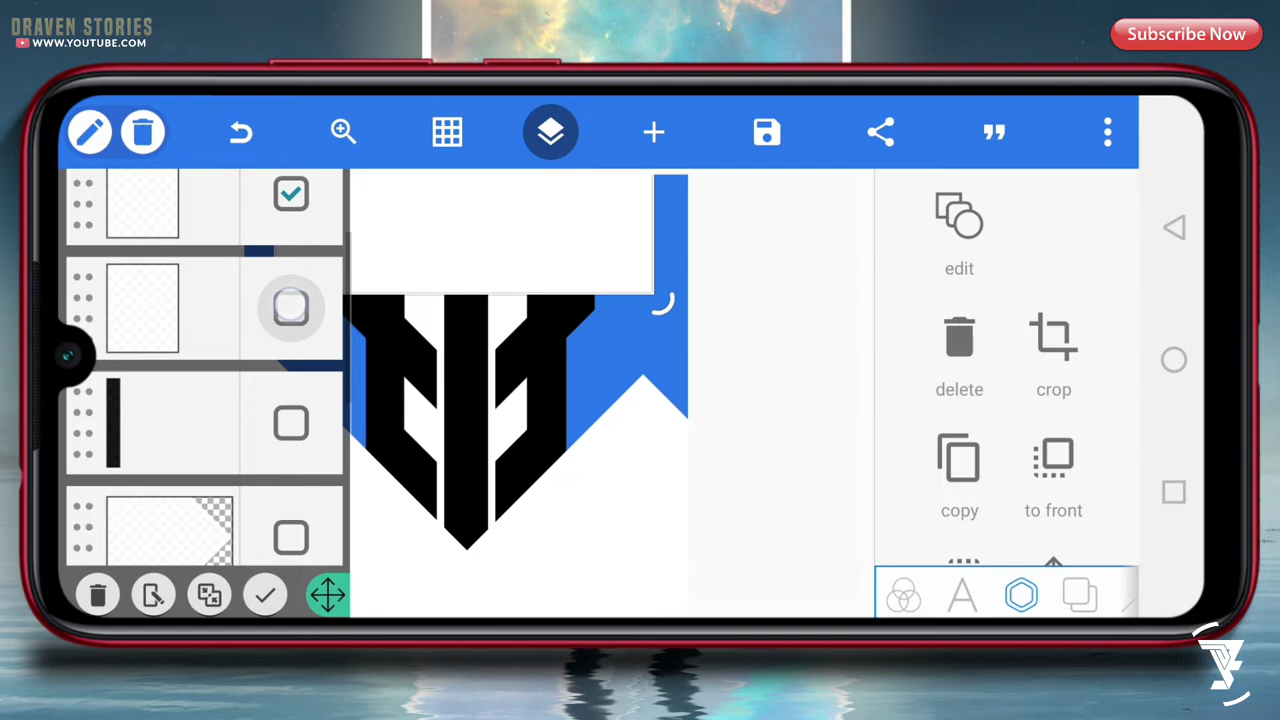 DRAVEN STORIES
WWW.YOUTUBE.COM
Subscribe Now
edit
delete
crop
copy
to front